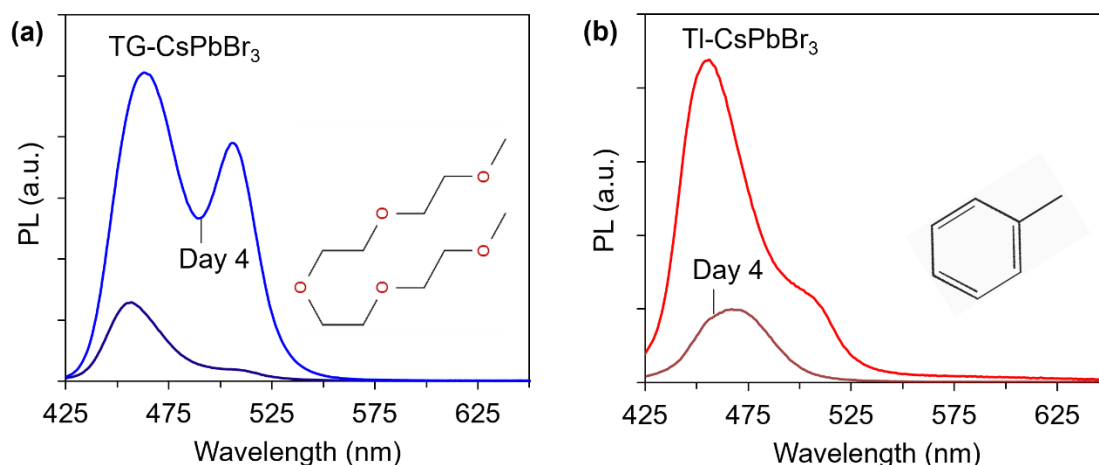 (a)
TG-CsPbBr₃
PL (a.u.)
Day 4
O
O
O
O
O
425 475 525 575 625
Wavelength (nm)
(b)
Tl-CsPbBr₃
PL (a.u.)
Day 4
425 475 525 575 625
Wavelength (nm)